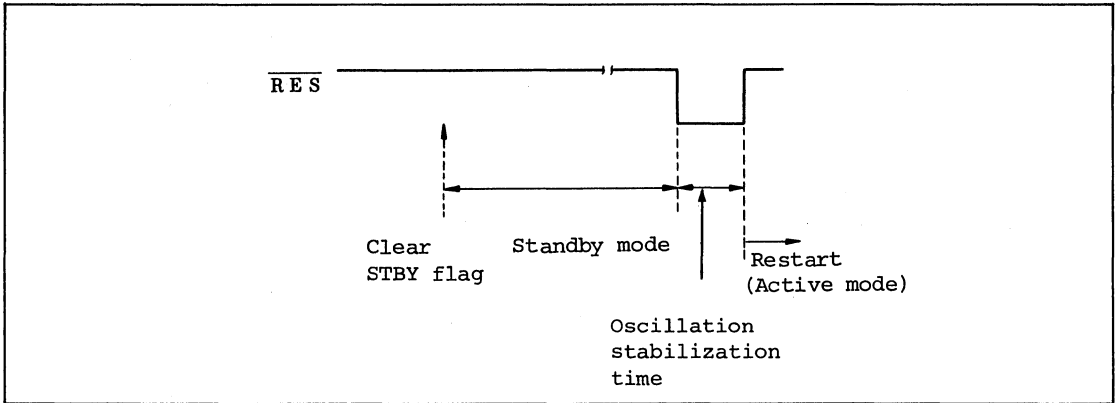 RES
Clear
STBY flag
Standby mode
Restart
(Active mode)
Oscillation
stabilization
time